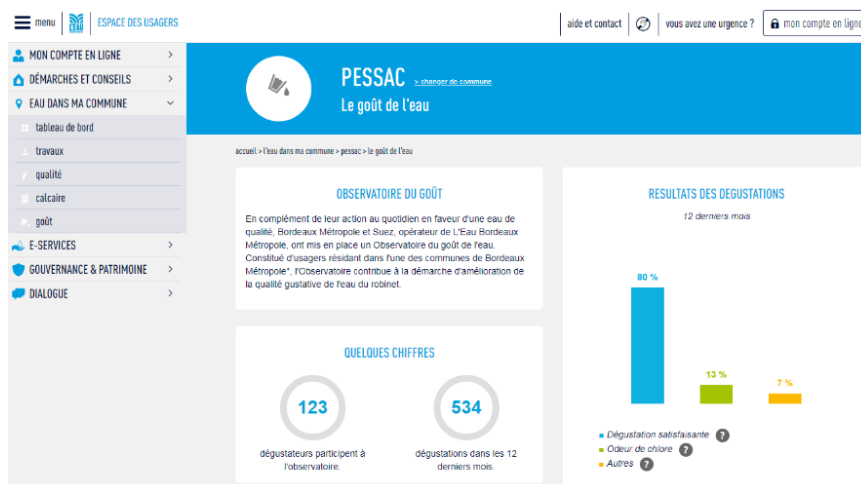 menu
L'EAU
ESPACE DES USAGERS
aide et contact
vous avez une urgence ?
mon compte en ligne
MON COMPTE EN LIGNE
DÉMARCHES ET CONSEILS
EAU DANS MA COMMUNE
tableau de bord
travaux
qualité
calcaire
goût
E-SERVICES
GOUVERNANCE & PATRIMOINE
DIALOGUE
PESSAC > changer de commune
Le goût de l'eau
accueil > l'eau dans ma commune > pessac > le goût de l'eau
OBSERVATOIRE DU GOÛT
En complément de leur action au quotidien en faveur d'une eau de
qualité, Bordeaux Métropole et Suez, opérateur de L'Eau Bordeaux
Métropole, ont mis en place un Observatoire du goût de l'eau.
Constitué d'usagers résidant dans l'une des communes de Bordeaux
Métropole*, l'Observatoire contribue à la démarche d'amélioration de
la qualité gustative de l'eau du robinet.
QUELQUES CHIFFRES
123
dégustateurs participent à
l'observatoire.
534
dégustations dans les 12
derniers mois.
RESULTATS DES DEGUSTATIONS
12 derniers mois
80 %
13 %
7 %
Dégustation satisfaisante ?
Odeur de chlore ?
Autres ?